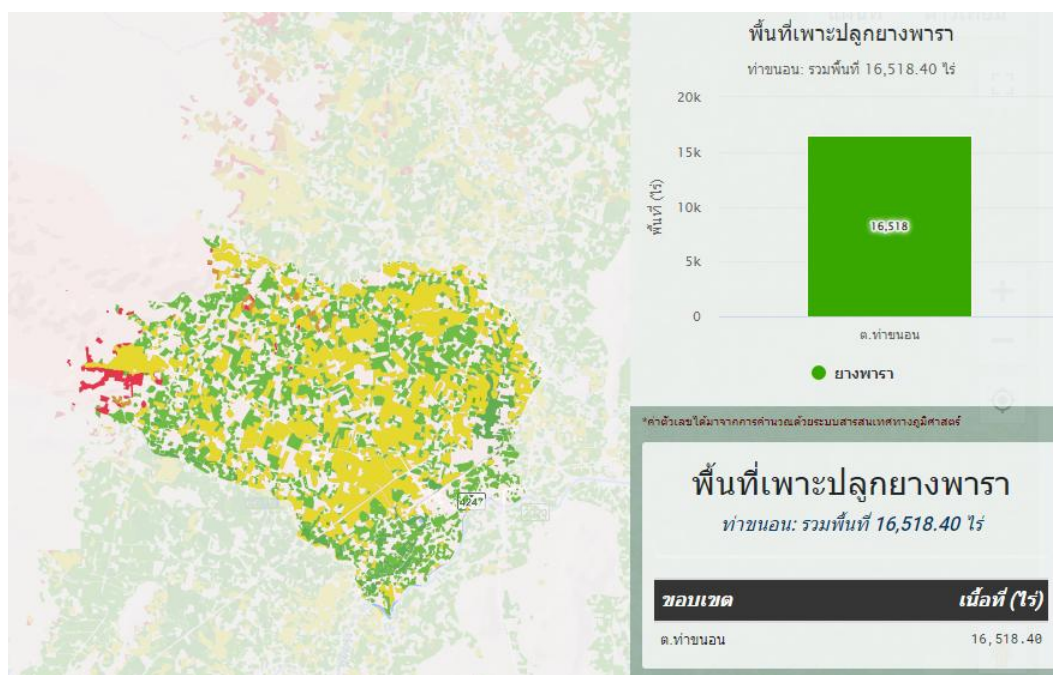 พื้นที่เพาะปลูกยางพารา
ท่าขนอน: รวมพื้นที่ 16,518.40 ไร่
20k
15k
10k
5k
0
พื้นที่ (ไร่)
16,518
ต.ท่าขนอน
ยางพารา
*ค่าตัวเลขได้มาจากการคำนวณด้วยระบบสารสนเทศทางภูมิศาสตร์
พื้นที่เพาะปลูกยางพารา
ท่าขนอน: รวมพื้นที่ 16,518.40 ไร่
ขอบเขต เนื้อที่ (ไร่)
ต.ท่าขนอน 16,518.40
4247